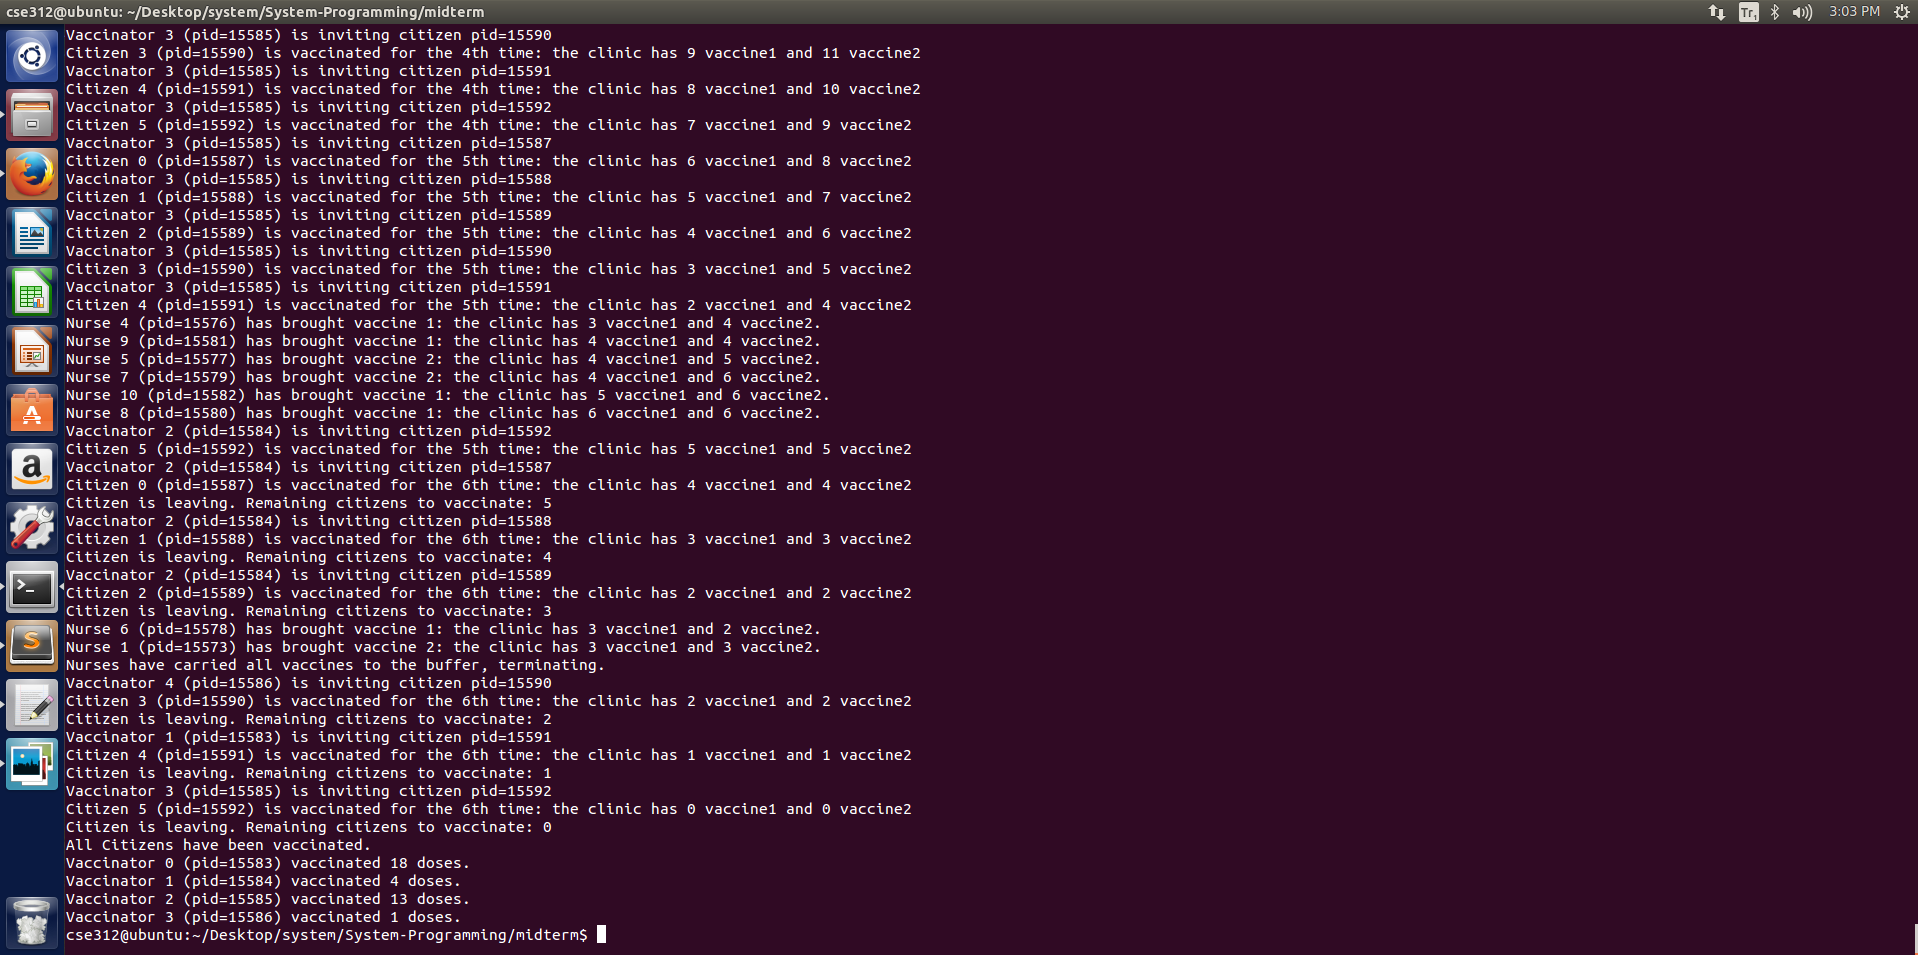 cse312@ubuntu: ~/Desktop/system/System-Programming/midterm
Tr1
3:03 PM
Vaccinator 3 (pid=15585) is inviting citizen pid=15590
Citizen 3 (pid=15590) is vaccinated for the 4th time: the clinic has 9 vaccine1 and 11 vaccine2
Vaccinator 3 (pid=15585) is inviting citizen pid=15591
Citizen 4 (pid=15591) is vaccinated for the 4th time: the clinic has 8 vaccine1 and 10 vaccine2
Vaccinator 3 (pid=15585) is inviting citizen pid=15592
Citizen 5 (pid=15592) is vaccinated for the 4th time: the clinic has 7 vaccine1 and 9 vaccine2
Vaccinator 3 (pid=15585) is inviting citizen pid=15587
Citizen 0 (pid=15587) is vaccinated for the 5th time: the clinic has 6 vaccine1 and 8 vaccine2
Vaccinator 3 (pid=15585) is inviting citizen pid=15588
Citizen 1 (pid=15588) is vaccinated for the 5th time: the clinic has 5 vaccine1 and 7 vaccine2
Vaccinator 3 (pid=15585) is inviting citizen pid=15589
Citizen 2 (pid=15589) is vaccinated for the 5th time: the clinic has 4 vaccine1 and 6 vaccine2
Vaccinator 3 (pid=15585) is inviting citizen pid=15590
Citizen 3 (pid=15590) is vaccinated for the 5th time: the clinic has 3 vaccine1 and 5 vaccine2
Vaccinator 3 (pid=15585) is inviting citizen pid=15591
Citizen 4 (pid=15591) is vaccinated for the 5th time: the clinic has 2 vaccine1 and 4 vaccine2
Nurse 4 (pid=15576) has brought vaccine 1: the clinic has 3 vaccine1 and 4 vaccine2.
Nurse 9 (pid=15581) has brought vaccine 1: the clinic has 4 vaccine1 and 4 vaccine2.
Nurse 5 (pid=15577) has brought vaccine 2: the clinic has 4 vaccine1 and 5 vaccine2.
Nurse 7 (pid=15579) has brought vaccine 2: the clinic has 4 vaccine1 and 6 vaccine2.
Nurse 10 (pid=15582) has brought vaccine 1: the clinic has 5 vaccine1 and 6 vaccine2.
Nurse 8 (pid=15580) has brought vaccine 1: the clinic has 6 vaccine1 and 6 vaccine2.
Vaccinator 2 (pid=15584) is inviting citizen pid=15592
Citizen 5 (pid=15592) is vaccinated for the 5th time: the clinic has 5 vaccine1 and 5 vaccine2
Vaccinator 2 (pid=15584) is inviting citizen pid=15587
Citizen 0 (pid=15587) is vaccinated for the 6th time: the clinic has 4 vaccine1 and 4 vaccine2
Citizen is leaving. Remaining citizens to vaccinate: 5
Vaccinator 2 (pid=15584) is inviting citizen pid=15588
Citizen 1 (pid=15588) is vaccinated for the 6th time: the clinic has 3 vaccine1 and 3 vaccine2
Citizen is leaving. Remaining citizens to vaccinate: 4
Vaccinator 2 (pid=15584) is inviting citizen pid=15589
Citizen 2 (pid=15589) is vaccinated for the 6th time: the clinic has 2 vaccine1 and 2 vaccine2
Citizen is leaving. Remaining citizens to vaccinate: 3
Nurse 6 (pid=15578) has brought vaccine 1: the clinic has 3 vaccine1 and 2 vaccine2.
Nurse 1 (pid=15573) has brought vaccine 2: the clinic has 3 vaccine1 and 3 vaccine2.
Nurses have carried all vaccines to the buffer, terminating.
Vaccinator 4 (pid=15586) is inviting citizen pid=15590
Citizen 3 (pid=15590) is vaccinated for the 6th time: the clinic has 2 vaccine1 and 2 vaccine2
Citizen is leaving. Remaining citizens to vaccinate: 2
Vaccinator 1 (pid=15583) is inviting citizen pid=15591
Citizen 4 (pid=15591) is vaccinated for the 6th time: the clinic has 1 vaccine1 and 1 vaccine2
Citizen is leaving. Remaining citizens to vaccinate: 1
Vaccinator 3 (pid=15585) is inviting citizen pid=15592
Citizen 5 (pid=15592) is vaccinated for the 6th time: the clinic has 0 vaccine1 and 0 vaccine2
Citizen is leaving. Remaining citizens to vaccinate: 0
All Citizens have been vaccinated.
Vaccinator 0 (pid=15583) vaccinated 18 doses.
Vaccinator 1 (pid=15584) vaccinated 4 doses.
Vaccinator 2 (pid=15585) vaccinated 13 doses.
Vaccinator 3 (pid=15586) vaccinated 1 doses.
cse312@ubuntu:~/Desktop/system/System-Programming/midterm$